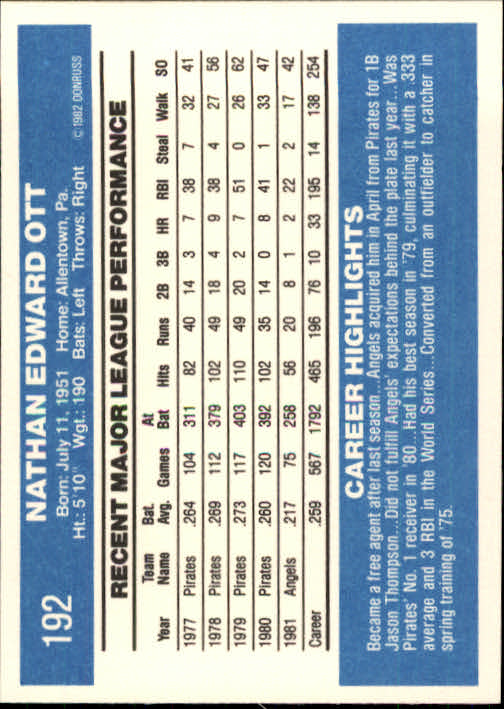 192
NATHAN EDWARD OTT
Born: July 11, 1951 Home: Allentown, Pa.
Ht.: 5'10" Wgt.: 190 Bats: Left Throws: Right
© 1982 DONRUSS
RECENT MAJOR LEAGUE PERFORMANCE
Year Team Name Bat. Avg. Games At Bat Hits Runs 2B 3B HR RBI Steal Walk SO
1977 Pirates .264 104 311 82 40 14 3 7 38 7 32 41
1978 Pirates .269 112 379 102 49 18 4 9 38 4 27 56
1979 Pirates .273 117 403 110 49 20 2 7 51 0 26 62
1980 Pirates .260 120 392 102 35 14 0 8 41 1 33 47
1981 Angels .217 75 258 56 20 8 1 2 22 2 17 42
Career .259 567 1792 465 196 76 10 33 195 14 138 254
CAREER HIGHLIGHTS
Became a free agent after last season...Angels acquired him in April from Pirates for 1B
Jason Thompson...Did not fulfill Angels' expectations behind the plate last year...Was
Pirates' No. 1 receiver in '80...Had his best season in '79, culminating it with a .333
average and 3 RBI in the World Series...Converted from an outfielder to catcher in
spring training of '75.